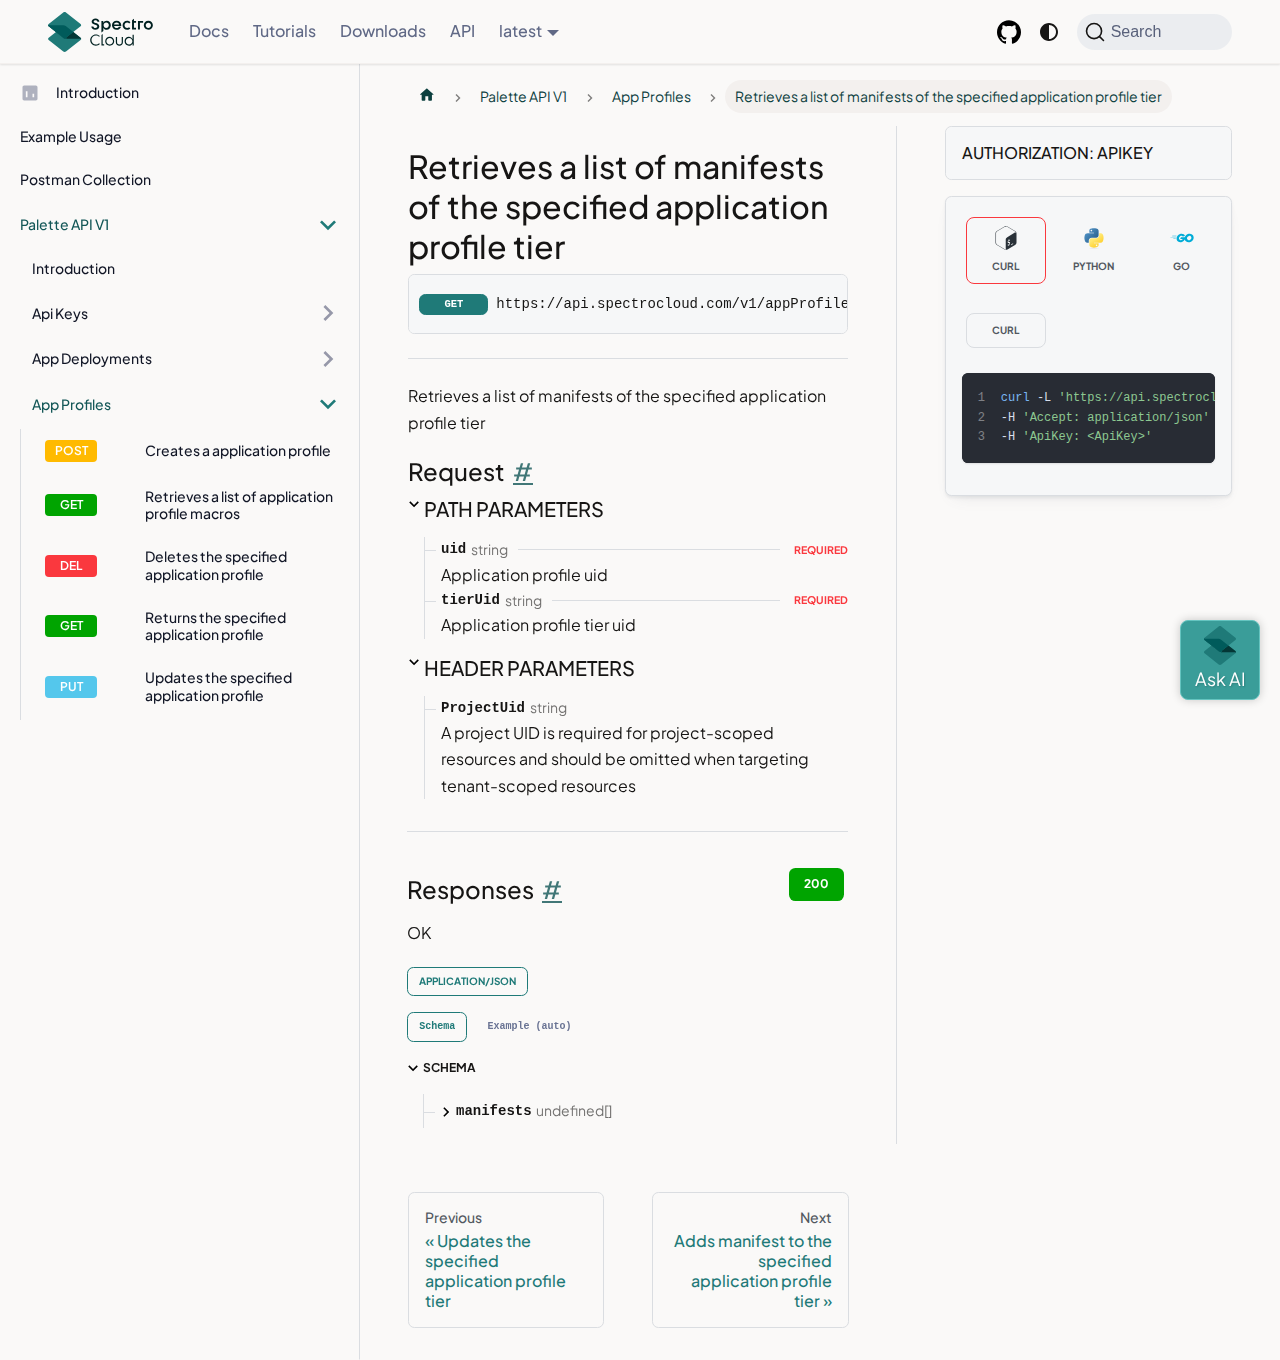 Spectro
Cloud
Docs
Tutorials
Downloads
API
latest
Search
Introduction
Example Usage
Postman Collection
Palette API V1
Introduction
Api Keys
App Deployments
App Profiles
POST Creates a application profile
GET Retrieves a list of application
profile macros
DEL Deletes the specified
application profile
GET Returns the specified
application profile
PUT Updates the specified
application profile
Palette API V1
App Profiles
Retrieves a list of manifests of the specified application profile tier
Retrieves a list of manifests
of the specified application
profile tier
GET https://api.spectrocloud.com/v1/appProfile
Retrieves a list of manifests of the specified application
profile tier
Request #
PATH PARAMETERS
uid string REQUIRED
Application profile uid
tierUid string REQUIRED
Application profile tier uid
HEADER PARAMETERS
ProjectUid string
A project UID is required for project-scoped
resources and should be omitted when targeting
tenant-scoped resources
Responses #
200
OK
APPLICATION/JSON
Schema
Example (auto)
SCHEMA
manifests undefined[]
Previous
« Updates the
specified
application profile
tier
Next
Adds manifest to the
specified
application profile
tier »
AUTHORIZATION: APIKEY
CURL
PYTHON
GO
CURL
1 curl -L 'https://api.spectrocl
2 -H 'Accept: application/json'
3 -H 'ApiKey: <ApiKey>'
Ask AI